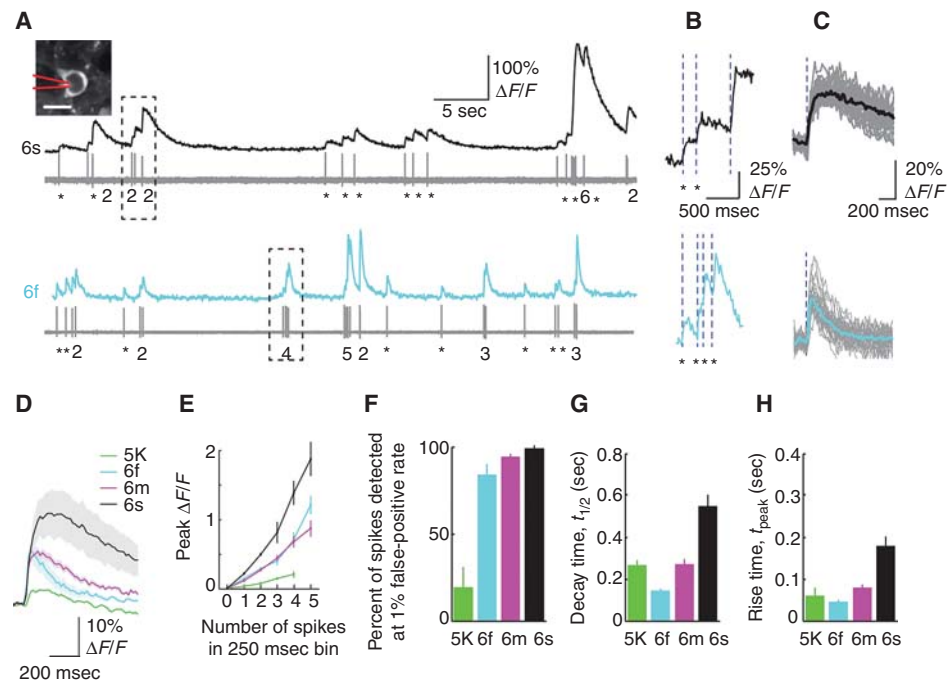 A
B
C
100%
ΔF/F
5 sec
6s
* * 2 2 2 * * * * * * * * 6 * 2
* *
25%
ΔF/F
500 msec
20%
ΔF/F
200 msec
6f
* * 2 * 2 4 5 2 * * 3 * * * 3
* * * *
D
E
F
G
H
5K
6f
6m
6s
10%
ΔF/F
200 msec
Peak ΔF/F
2
1
0
0 1 2 3 4 5
Number of spikes
in 250 msec bin
Percent of spikes detected
at 1% false-positive rate
100
50
0
5K 6f 6m 6s
Decay time, t1/2 (sec)
0.8
0.6
0.4
0.2
0
5K 6f 6m 6s
Rise time, tpeak (sec)
0.4
0.3
0.2
0.1
0
5K 6f 6m 6s